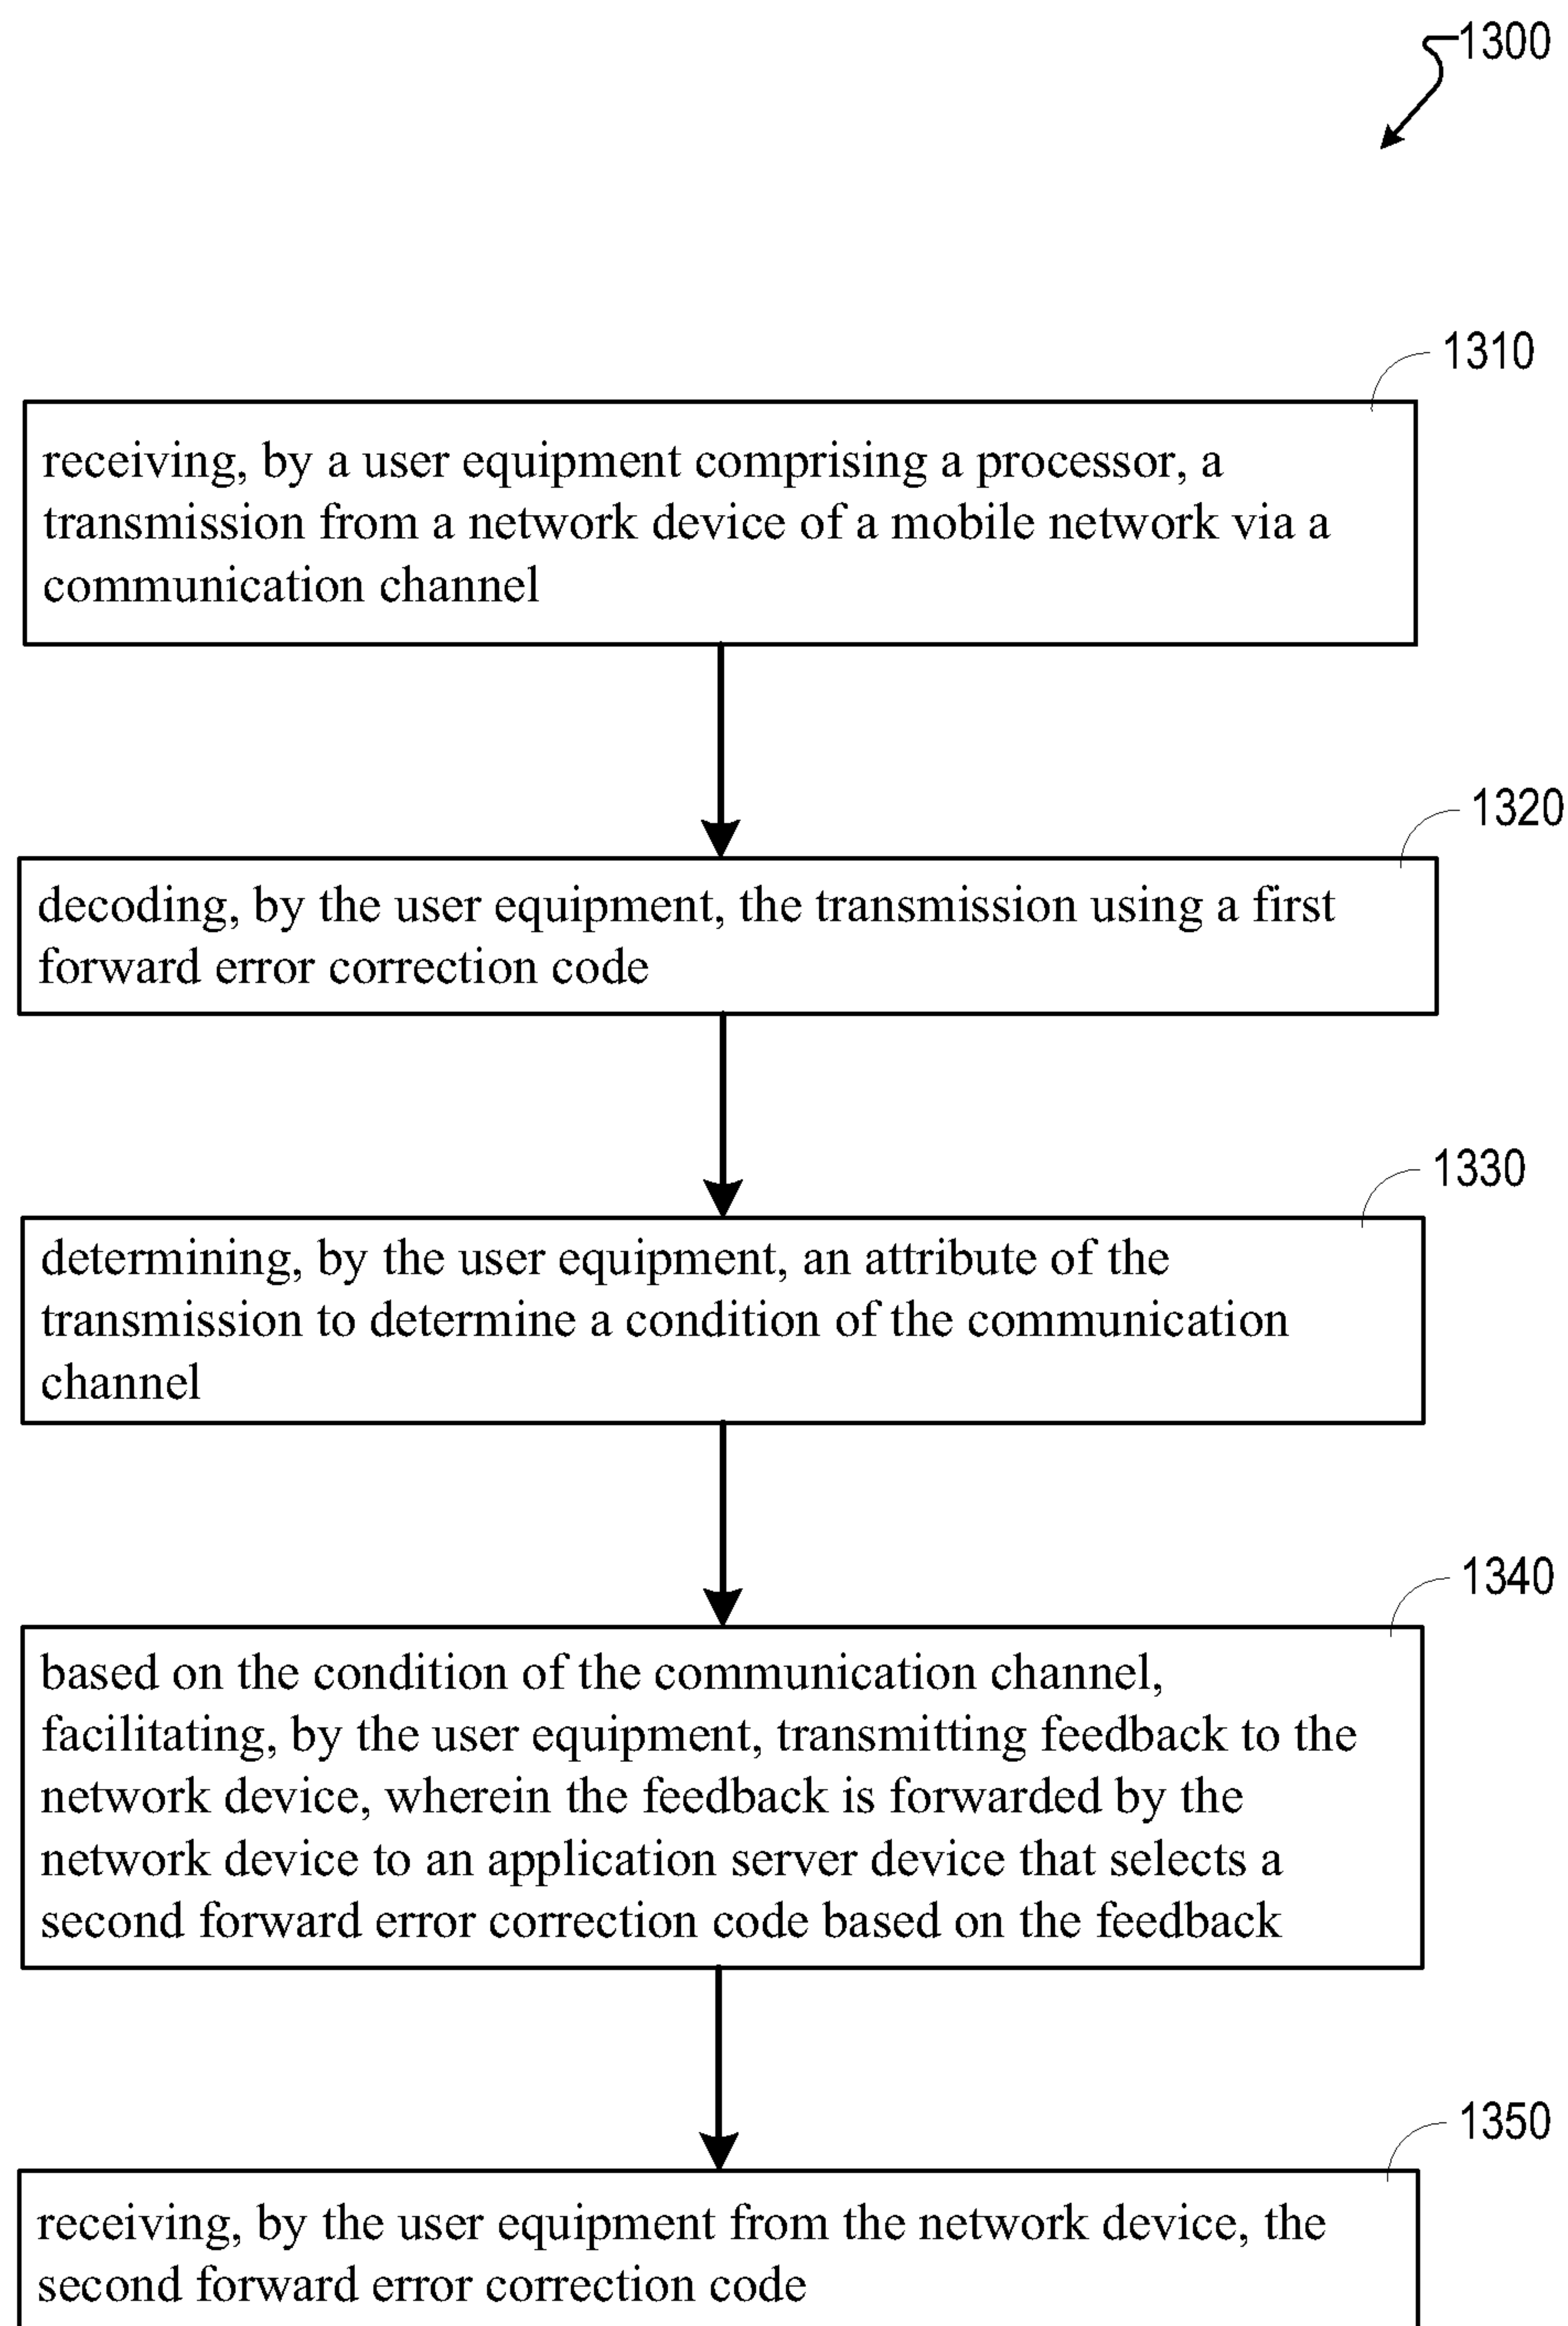 1300
1310
receiving, by a user equipment comprising a processor, a
transmission from a network device of a mobile network via a
communication channel
1320
decoding, by the user equipment, the transmission using a first
forward error correction code
1330
determining, by the user equipment, an attribute of the
transmission to determine a condition of the communication
channel
1340
based on the condition of the communication channel,
facilitating, by the user equipment, transmitting feedback to the
network device, wherein the feedback is forwarded by the
network device to an application server device that selects a
second forward error correction code based on the feedback
1350
receiving, by the user equipment from the network device, the
second forward error correction code